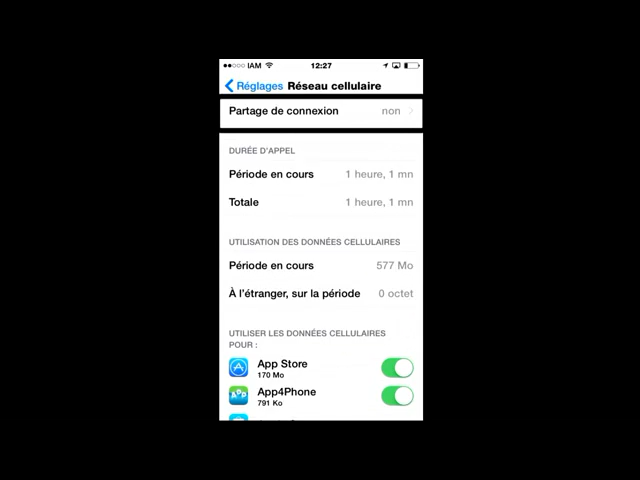 IAM 12:27
Réglages Réseau cellulaire
Partage de connexion non
DURÉE D'APPEL
Période en cours 1 heure, 1 mn
Totale 1 heure, 1 mn
UTILISATION DES DONNÉES CELLULAIRES
Période en cours 577 Mo
À l'étranger, sur la période 0 octet
UTILISER LES DONNÉES CELLULAIRES
POUR :
App Store
170 Mo
APP App4Phone
791 Ko